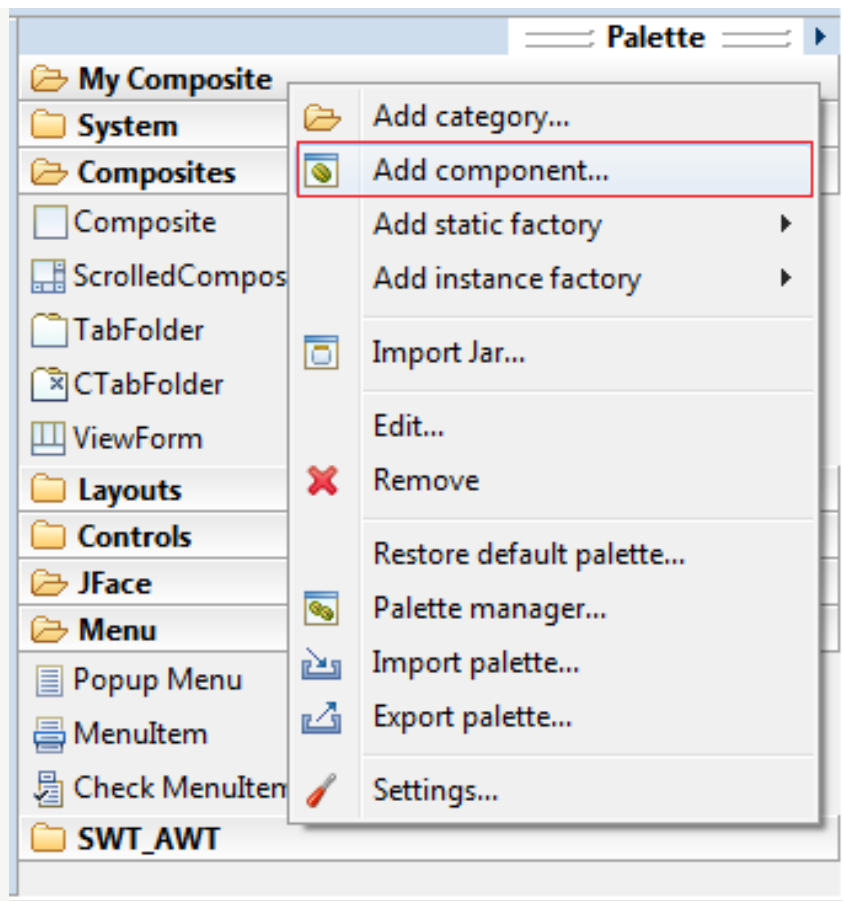 Palette
My Composite
System
Composites
Composite
ScrolledCompos
TabFolder
CTabFolder
ViewForm
Layouts
Controls
JFace
Menu
Popup Menu
MenuItem
Check MenuItem
SWT_AWT
Add category...
Add component...
Add static factory
Add instance factory
Import Jar...
Edit...
Remove
Restore default palette...
Palette manager...
Import palette...
Export palette...
Settings...